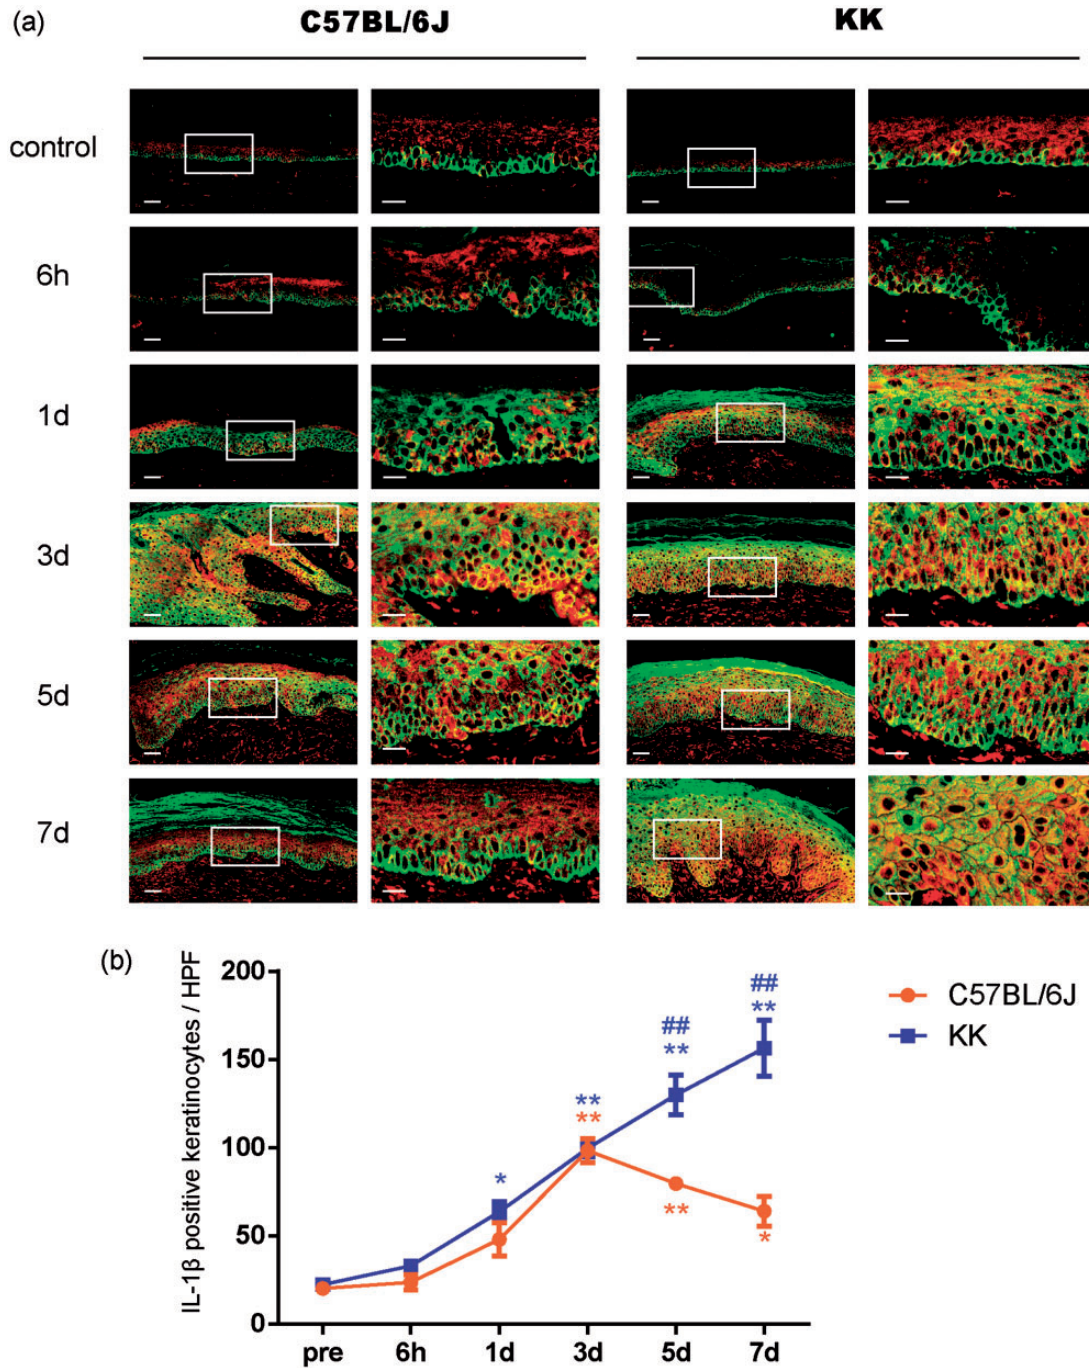 (a)
C57BL/6J
KK
control
6h
1d
3d
5d
7d
(b)
IL-1β positive keratinocytes / HPF
200
150
100
50
0
pre
6h
1d
3d
5d
7d
*
**
**
##
**
**
##
**
*
C57BL/6J
KK